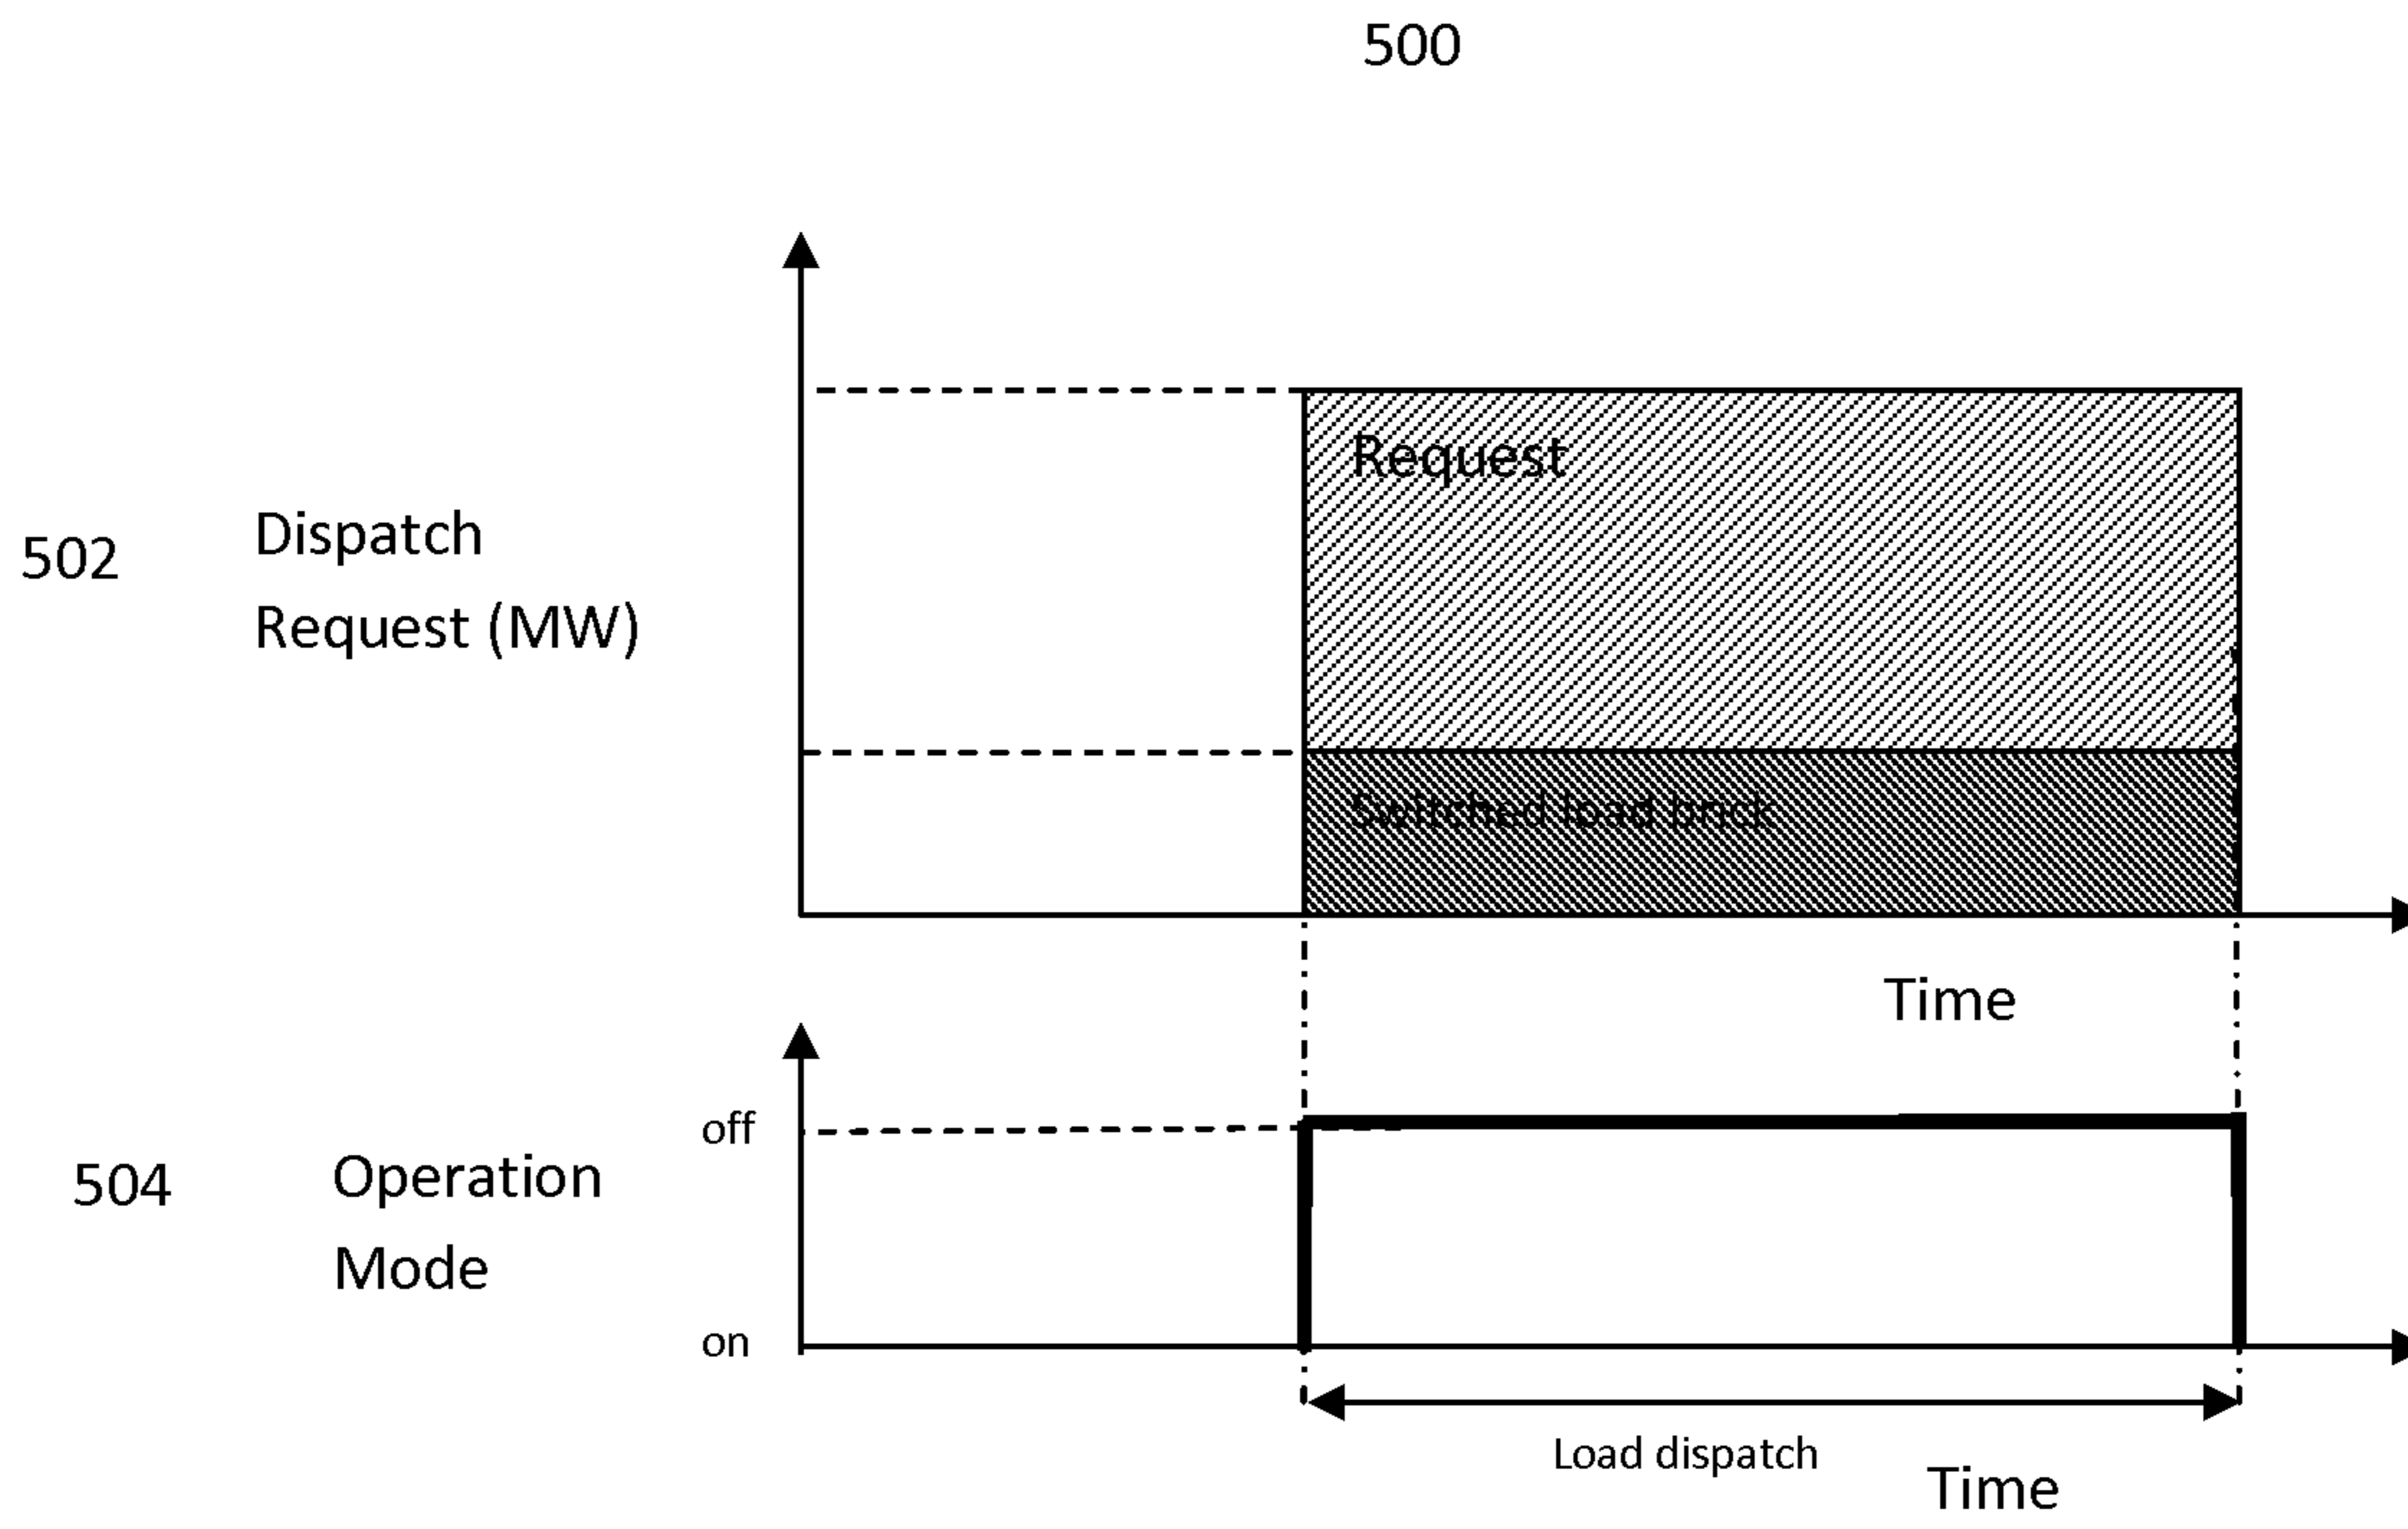 500
Request
502
Dispatch
Request (MW)
Switched load brick
Time
off
504
Operation
Mode
on
Load dispatch
Time